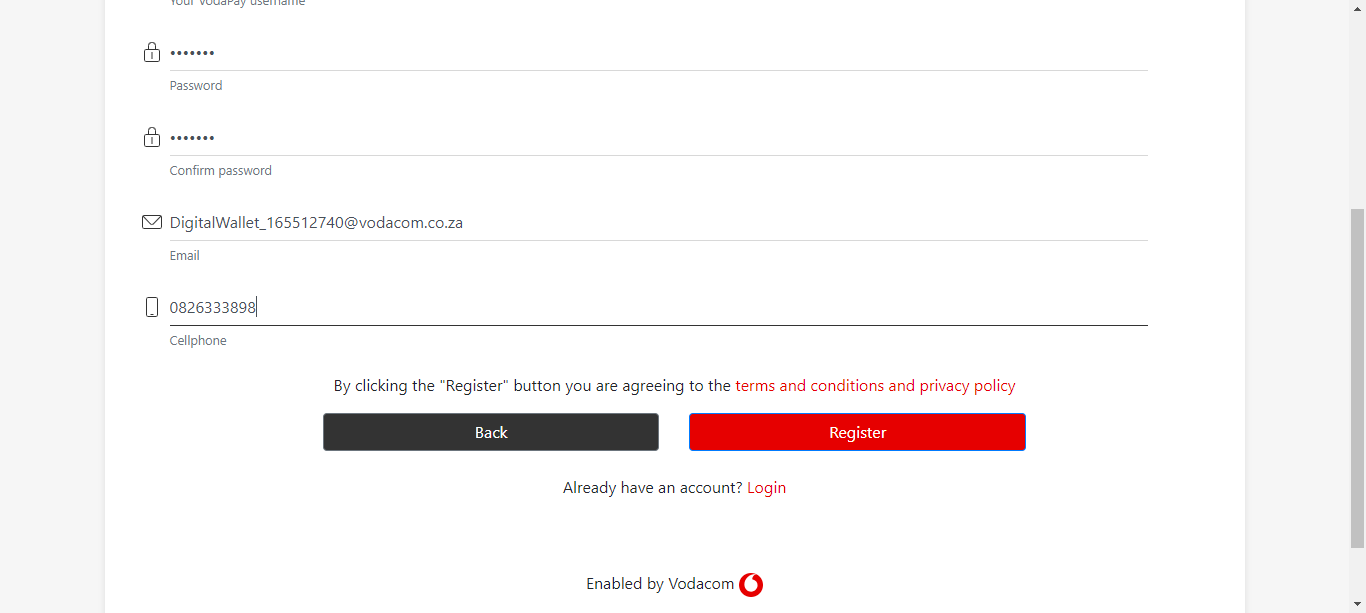 Your VodaPay username
•••••••
Password
•••••••
Confirm password
DigitalWallet_165512740@vodacom.co.za
Email
0826333898
Cellphone
By clicking the "Register" button you are agreeing to the terms and conditions and privacy policy
Back
Register
Already have an account? Login
Enabled by Vodacom